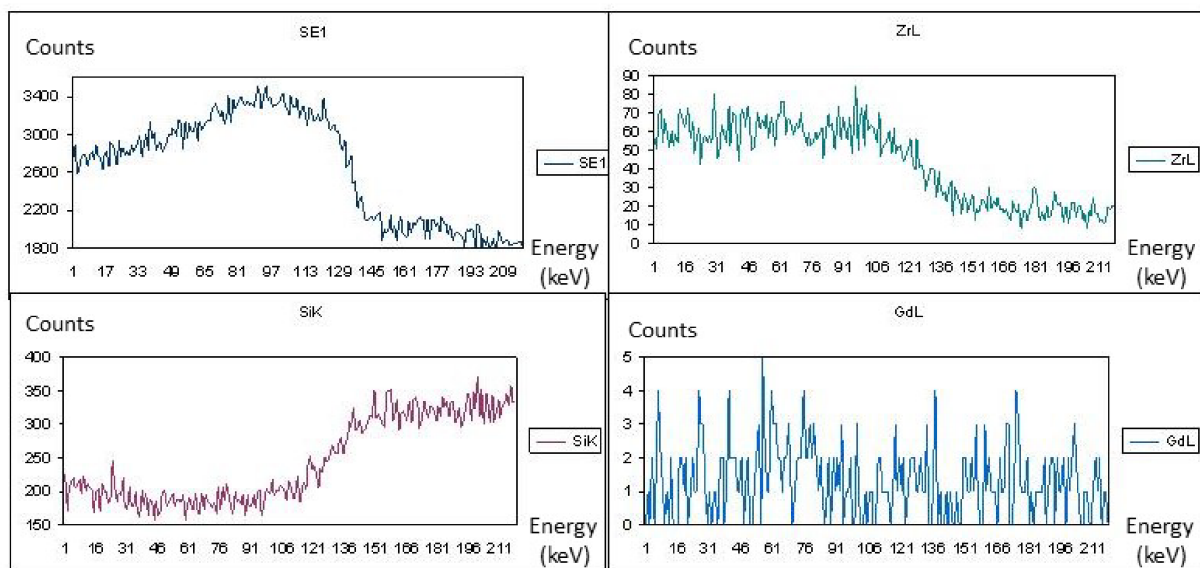 SE1
Counts
3400
3000
2600
2200
1800
SE1
Energy
(keV)
1 17 33 49 65 81 97 113 129 145 161 177 193 209
ZrL
Counts
90
80
70
60
50
40
30
20
10
0
ZrL
Energy
(keV)
1 16 31 46 61 76 91 106 121 136 151 166 181 196 211
SiK
Counts
400
350
300
250
200
150
SiK
Energy
(keV)
1 16 31 46 61 76 91 106 121 136 151 166 181 196 211
GdL
Counts
5
4
3
2
1
0
GdL
Energy
(keV)
1 16 31 46 61 76 91 106 121 136 151 166 181 196 211